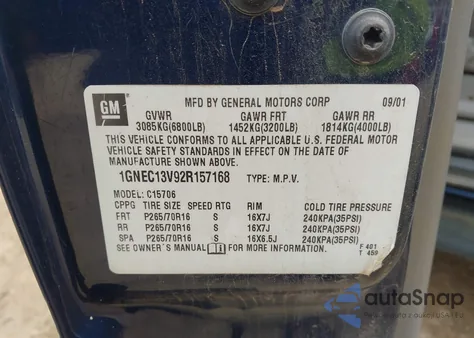 GM MFD BY GENERAL MOTORS CORP 09/01
GVWR GAWR FRT GAWR RR
3085KG(6800LB) 1452KG(3200LB) 1814KG(4000LB)
THIS VEHICLE CONFORMS TO ALL APPLICABLE U.S. FEDERAL MOTOR
VEHICLE SAFETY STANDARDS IN EFFECT ON THE DATE OF
MANUFACTURE SHOWN ABOVE.
1GNEC13V92R157168 TYPE: M.P.V.
MODEL: C15706
CPPG TIRE SIZE SPEED RTG RIM COLD TIRE PRESSURE
FRT P265/70R16 S 16X7J 240KPA(35PSI)
RR P265/70R16 S 16X7J 240KPA(35PSI)
SPA P265/70R16 S 16X6.5J 240KPA(35PSI)
SEE OWNER'S MANUAL FOR MORE INFORMATION. F 401
T 459
autoSnap